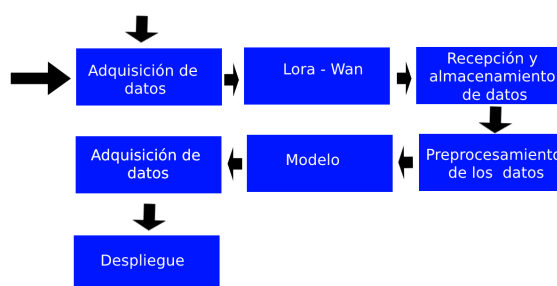 Adquisición de
datos
Lora - Wan
Recepción y
almacenamiento
de datos
Preprocesamiento
de los datos
Modelo
Adquisición de
datos
Despliegue